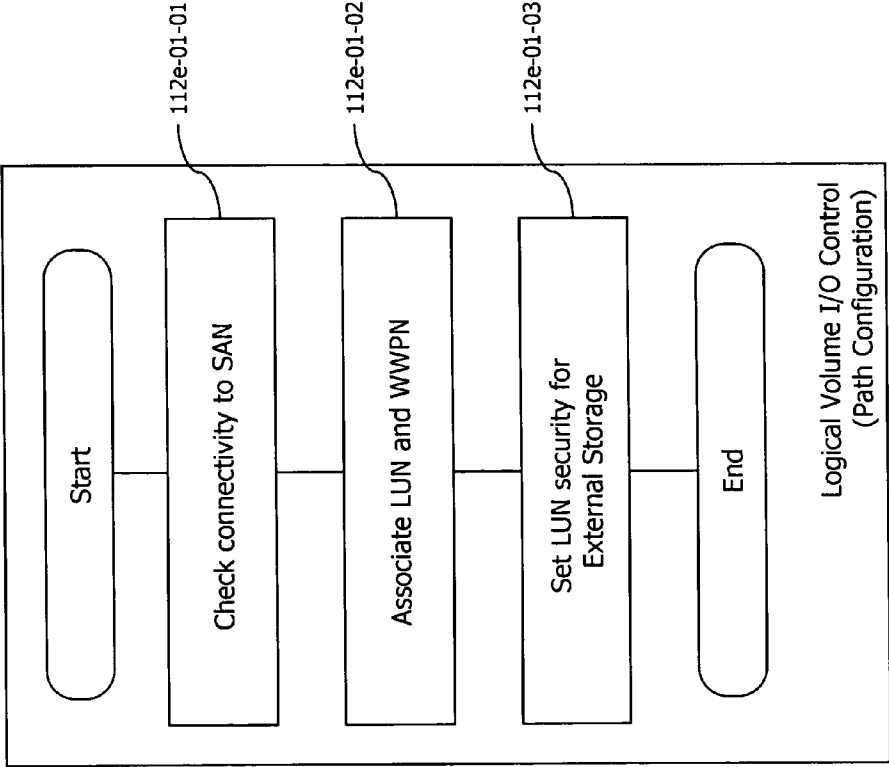 Start
Check connectivity to SAN
112e-01-01
Associate LUN and WWPN
112e-01-02
Set LUN security for
External Storage
112e-01-03
End
Logical Volume I/O Control
(Path Configuration)